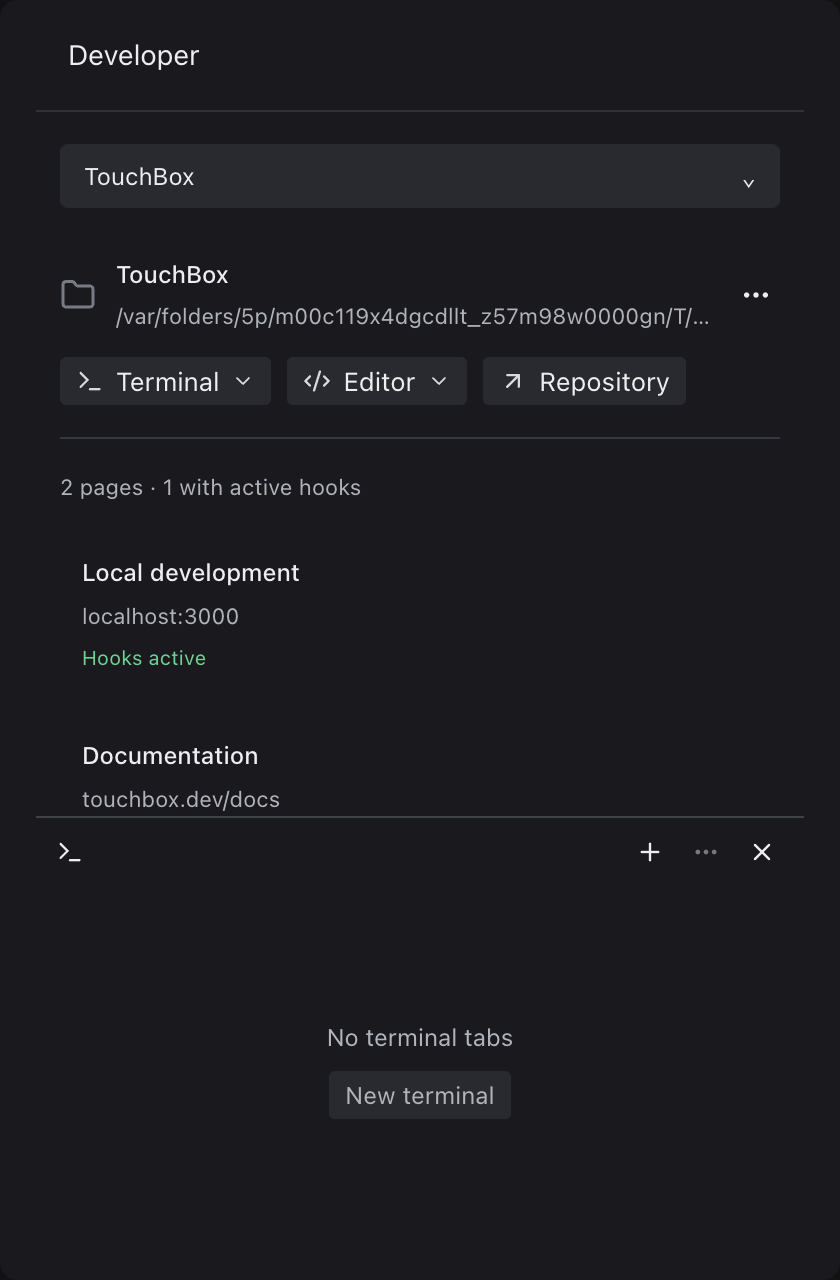 Developer
TouchBox
TouchBox
/var/folders/5p/m00c119x4dgcdllt_z57m98w0000gn/T/...
Terminal
Editor
Repository
2 pages · 1 with active hooks
Local development
localhost:3000
Hooks active
Documentation
touchbox.dev/docs
No terminal tabs
New terminal